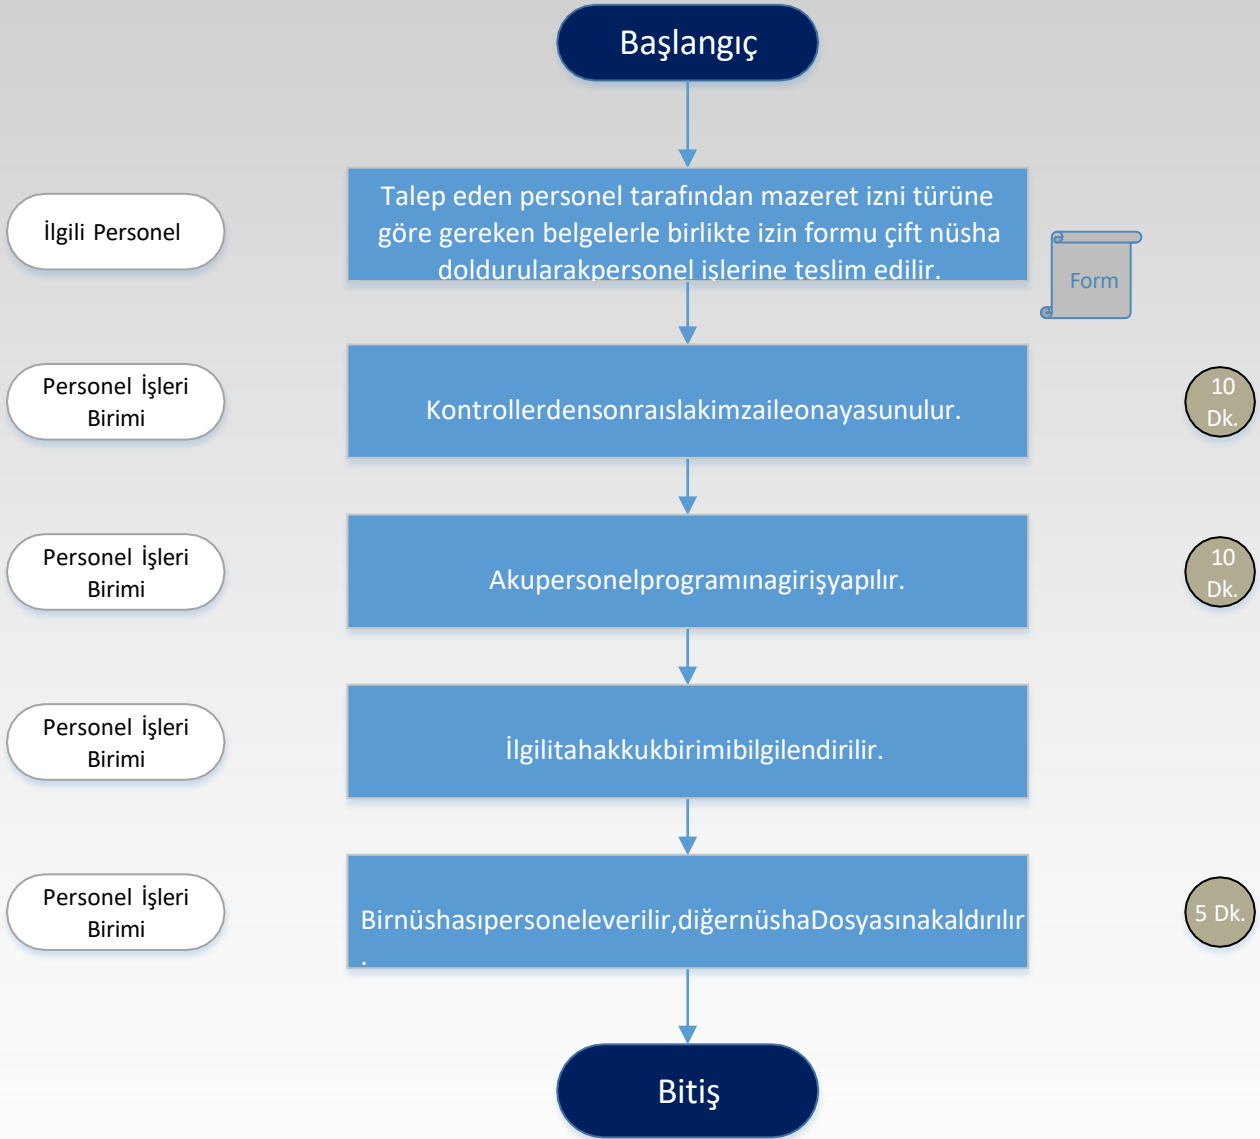 Başlangıç
İlgili Personel
Talep eden personel tarafından mazeret izni türüne
göre gereken belgelerle birlikte izin formu çift nüsha
doldurularakpersonel işlerine teslim edilir.
Form
Personel İşleri
Birimi
Kontrollerdensonraıslakimzaileonayasunulur.
10
Dk.
Personel İşleri
Birimi
Akupersonelprogramınagirişyapılır.
10
Dk.
Personel İşleri
Birimi
İlgilitahakkukbirimibilgilendirilir.
Personel İşleri
Birimi
Birnüshasıpersoneleverilir,diğernüshaDosyasınakaldırılır
.
5 Dk.
Bitiş